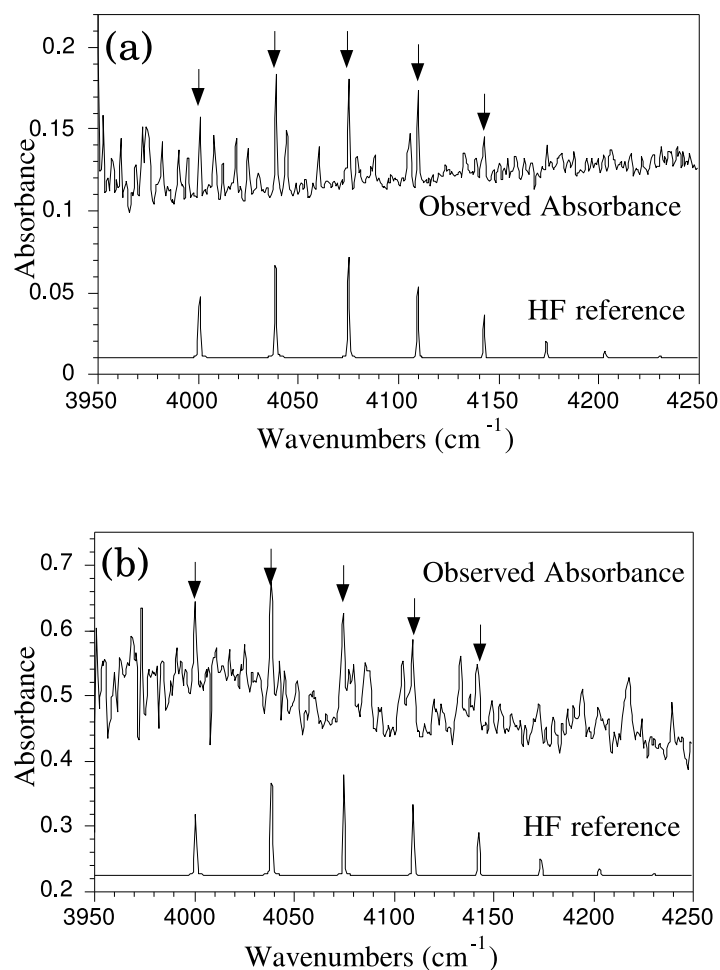 (a)
0.2
0.15
0.1
0.05
0
Absorbance
Observed Absorbance
HF reference
3950 4000 4050 4100 4150 4200 4250
Wavenumbers (cm-1)
(b)
0.7
0.6
0.5
0.4
0.3
0.2
Absorbance
Observed Absorbance
HF reference
3950 4000 4050 4100 4150 4200 4250
Wavenumbers (cm-1)